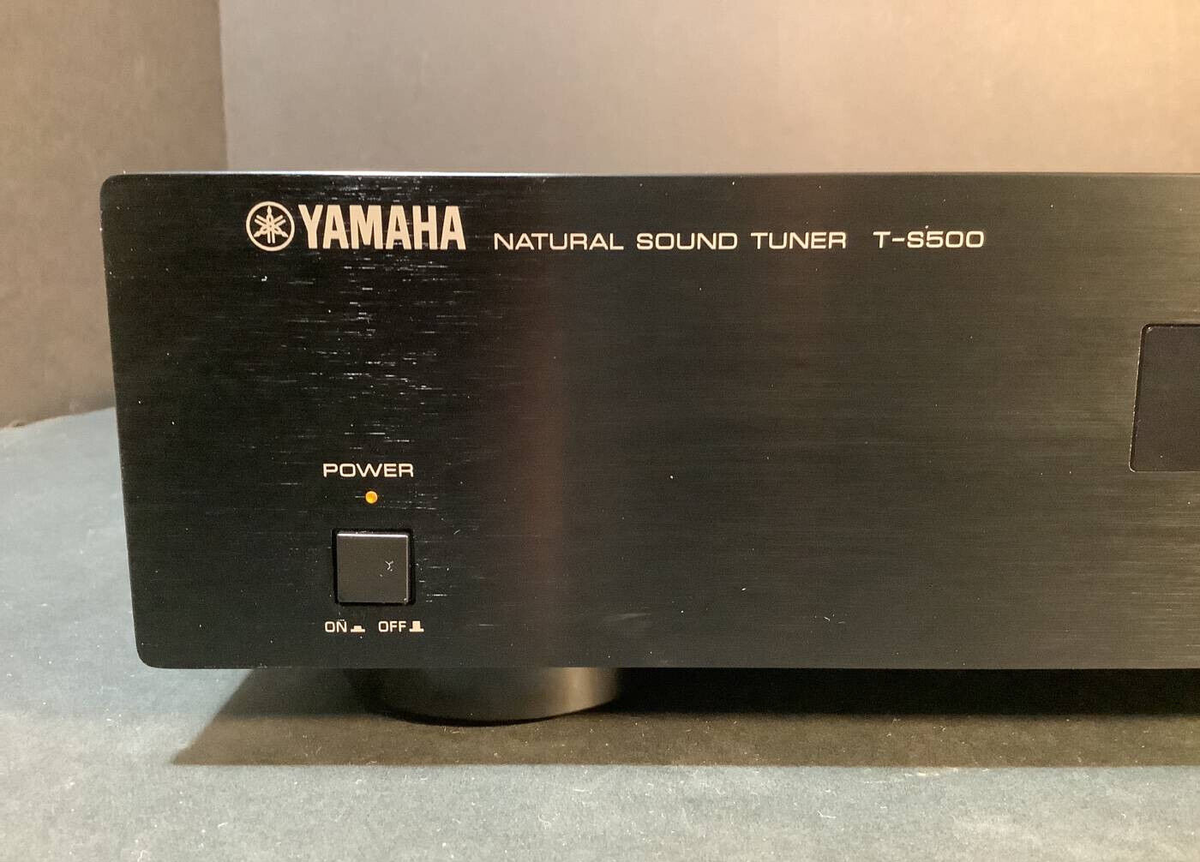 YAMAHA NATURAL SOUND TUNER T-S500
POWER
ON OFF